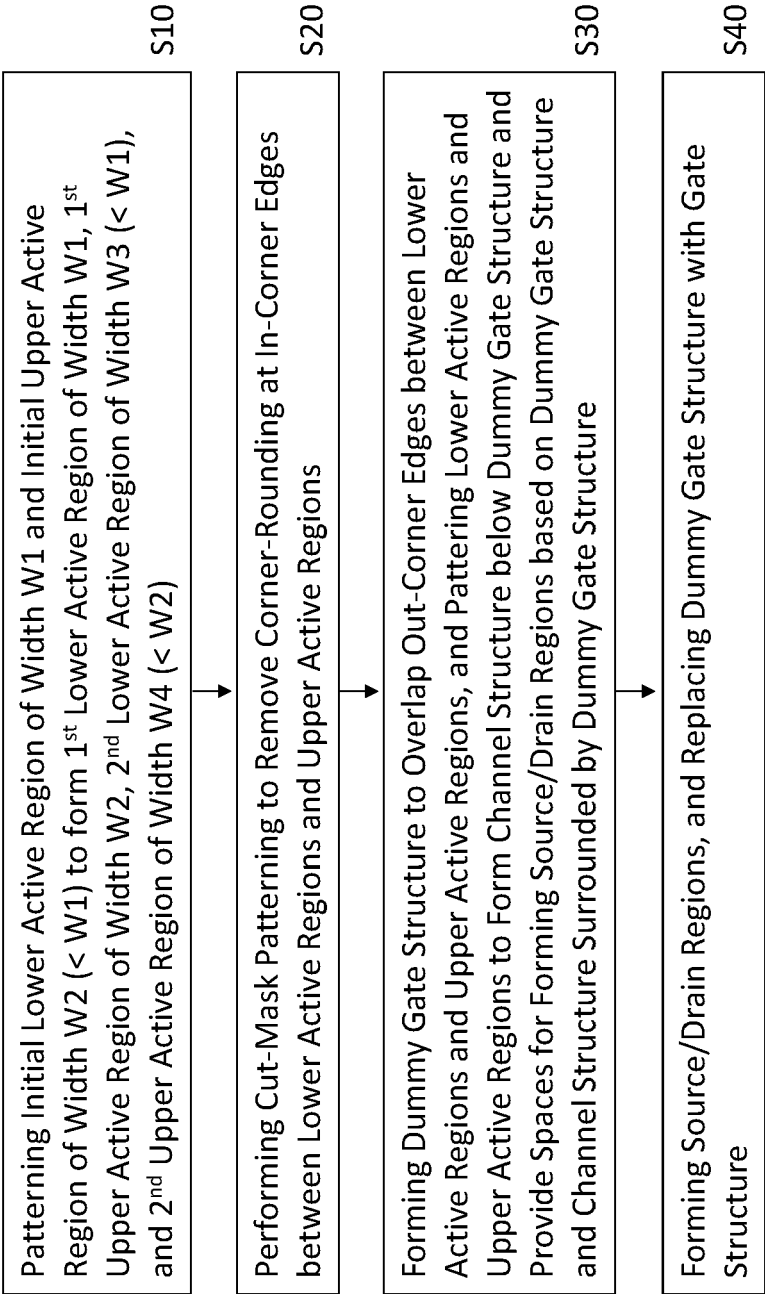 Patterning Initial Lower Active Region of Width W1 and Initial Upper Active
Region of Width W2 (< W1) to form 1st Lower Active Region of Width W1, 1st
Upper Active Region of Width W2, 2nd Lower Active Region of Width W3 (< W1),
and 2nd Upper Active Region of Width W4 (< W2)
S10
Performing Cut-Mask Patterning to Remove Corner-Rounding at In-Corner Edges
between Lower Active Regions and Upper Active Regions
S20
Forming Dummy Gate Structure to Overlap Out-Corner Edges between Lower
Active Regions and Upper Active Regions, and Pattering Lower Active Regions and
Upper Active Regions to Form Channel Structure below Dummy Gate Structure and
Provide Spaces for Forming Source/Drain Regions based on Dummy Gate Structure
and Channel Structure Surrounded by Dummy Gate Structure
S30
Forming Source/Drain Regions, and Replacing Dummy Gate Structure with Gate
Structure
S40